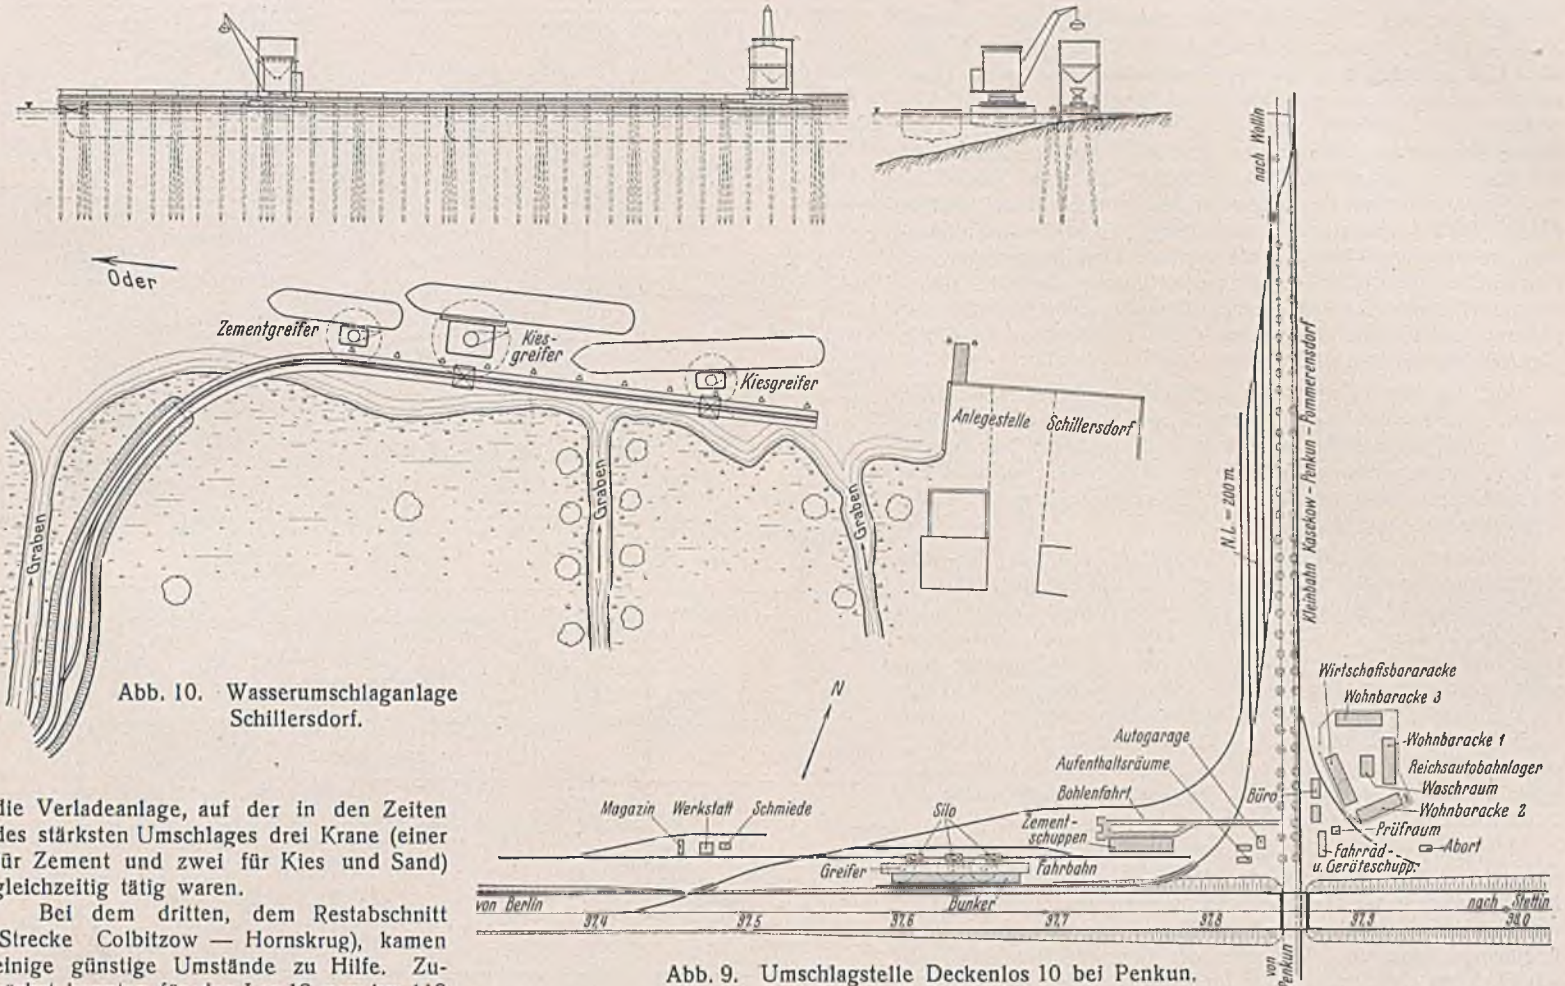 Oder
Zementgreifer
Kies-
greifer
Kiesgreifer
Anlegestelle Schillersdorf
Graben
Graben
Graben
Abb. 10. Wasserumschlaganlage
Schillersdorf.
die Verladeanlage, auf der in den Zeiten
des stärksten Umschlages drei Krane (einer
für Zement und zwei für Kies und Sand)
gleichzeitig tätig waren.
Bei dem dritten, dem Restabschnitt
(Strecke Colbitzow — Hornskrug), kamen
einige günstige Umstände zu Hilfe. Zu-
nach Wollin
Kleinbahn Kasekow-Penkun-Pommerensdorf
N.L. = 200 m
N
Wirtschaftsbararacke
Wohnbaracke 3
Wohnbaracke 1
Reichsautobahnlager
Waschraum
Wohnbaracke 2
Prüfraum
Abort
Fahrrad-
u. Geräteschupp.
Büro
Autogarage
Aufenthaltsräume
Bohlenfahrt
Zement-
schuppen
Silo
Magazin Werkstatt Schmiede
Greifer
Fahrbahn
Bunker
von Berlin
nach Stettin
37,4 37,5 37,6 37,7 37,8 37,9 38,0
von
Penkun
Abb. 9. Umschlagstelle Deckenlos 10 bei Penkun.